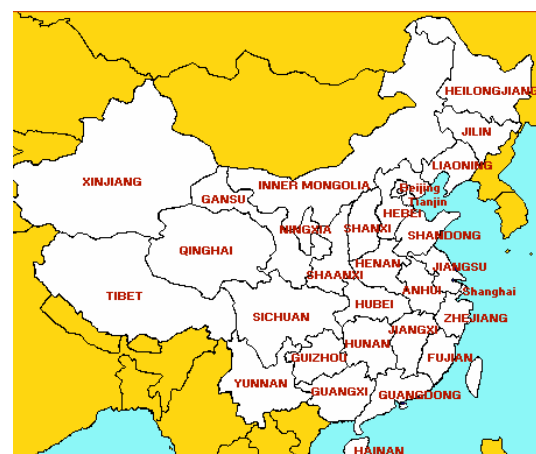 HEILONGJIANG
JILIN
LIAONING
XINJIANG
INNER MONGOLIA
Beijing
GANSU
Tianjin
HEBEI
NINGXIA
SHANXI
SHANDONG
QINGHAI
HENAN
JIANGSU
SHAANXI
TIBET
ANHUI
Shanghai
HUBEI
SICHUAN
ZHEJIANG
JIANGXI
HUNAN
GUIZHOU
FUJIAN
YUNNAN
GUANGXI
GUANGDONG
HAINAN